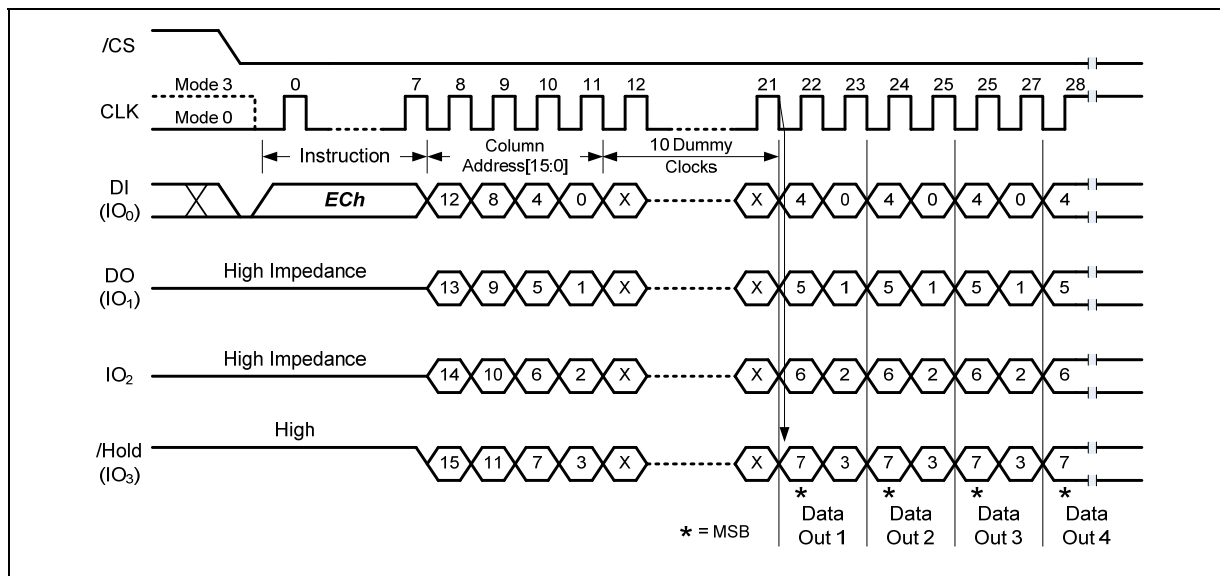 /CS
Mode 3 0 7 8 9 10 11 12 21 22 23 24 25 25 27 28
CLK
Mode 0
Instruction
Column
Address[15:0]
10 Dummy
Clocks
DI
(IO0)
ECh 12 8 4 0 X X 4 0 4 0 4 0 4
DO
(IO1)
High Impedance 13 9 5 1 X X 5 1 5 1 5 1 5
IO2
High Impedance 14 10 6 2 X X 6 2 6 2 6 2 6
/Hold
(IO3)
High 15 11 7 3 X X 7 3 7 3 7 3 7
* * * *
* = MSB
Data
Out 1
Data
Out 2
Data
Out 3
Data
Out 4